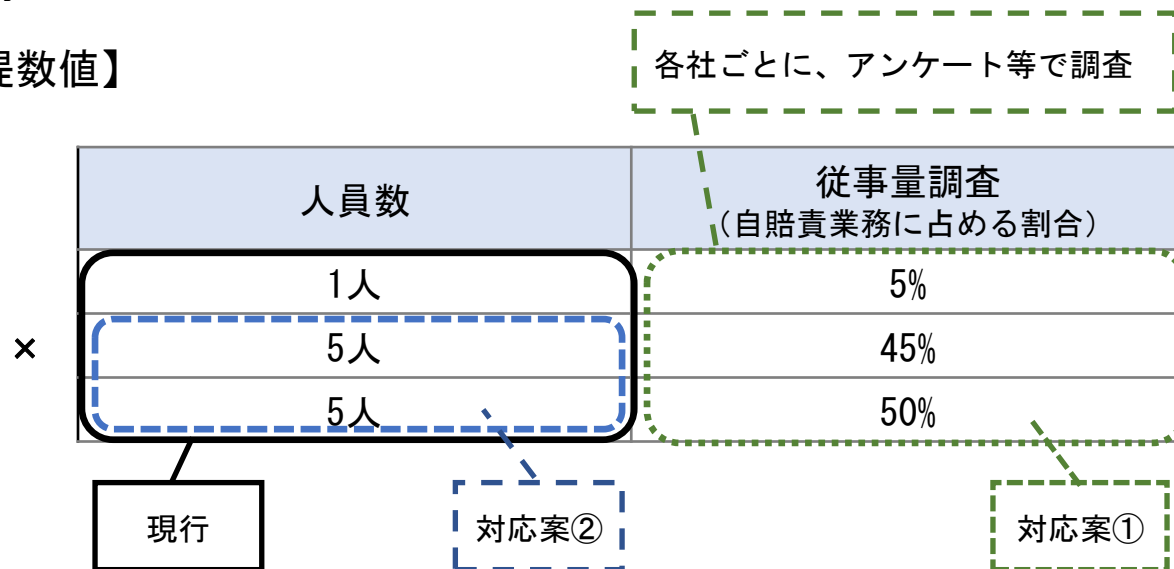 是数値】
各社ごとに、アンケート等で調査
人員数
従事量調査
(自賠責業務に占める割合)
1人
5%
×
5人
45%
5人
50%
現行
対応案②
対応案①